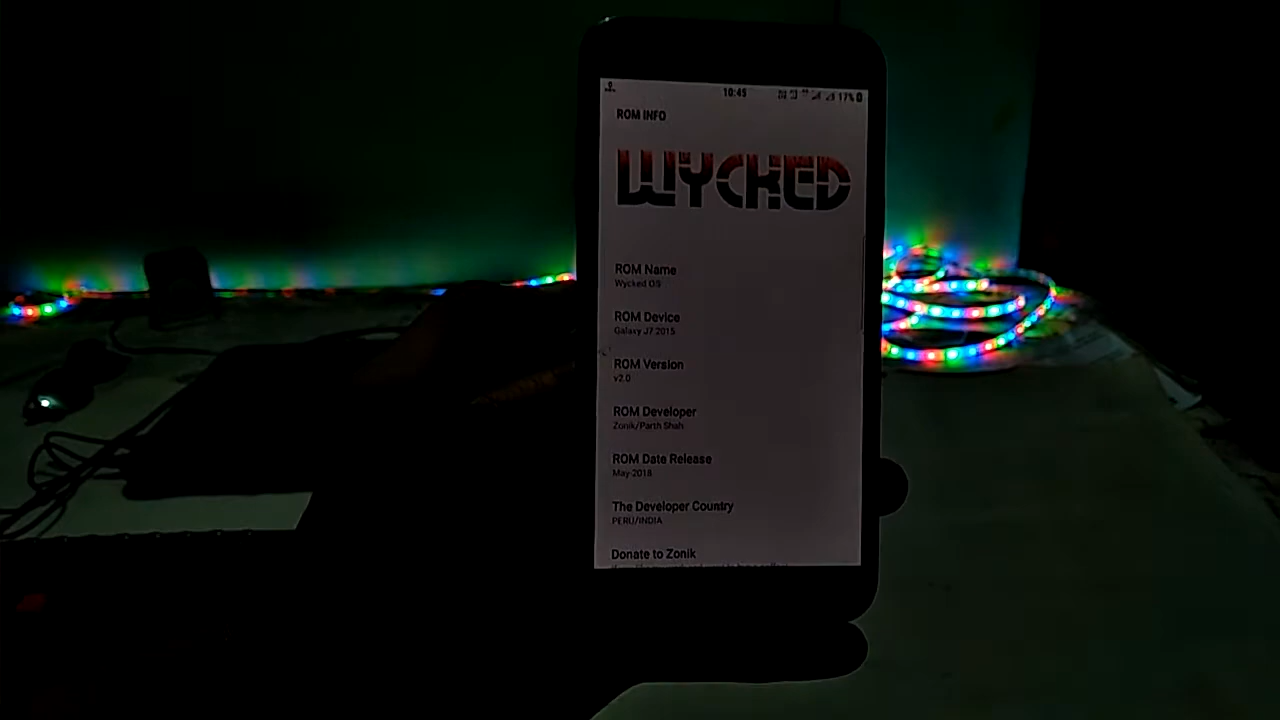 10:45
17%
ROM INFO
WYCKED
ROM Name
Wycked OS
ROM Device
Galaxy J7 2015
ROM Version
v2.0
ROM Developer
Zonik/Parth Shah
ROM Date Release
May-2018
The Developer Country
PERU/INDIA
Donate to Zonik